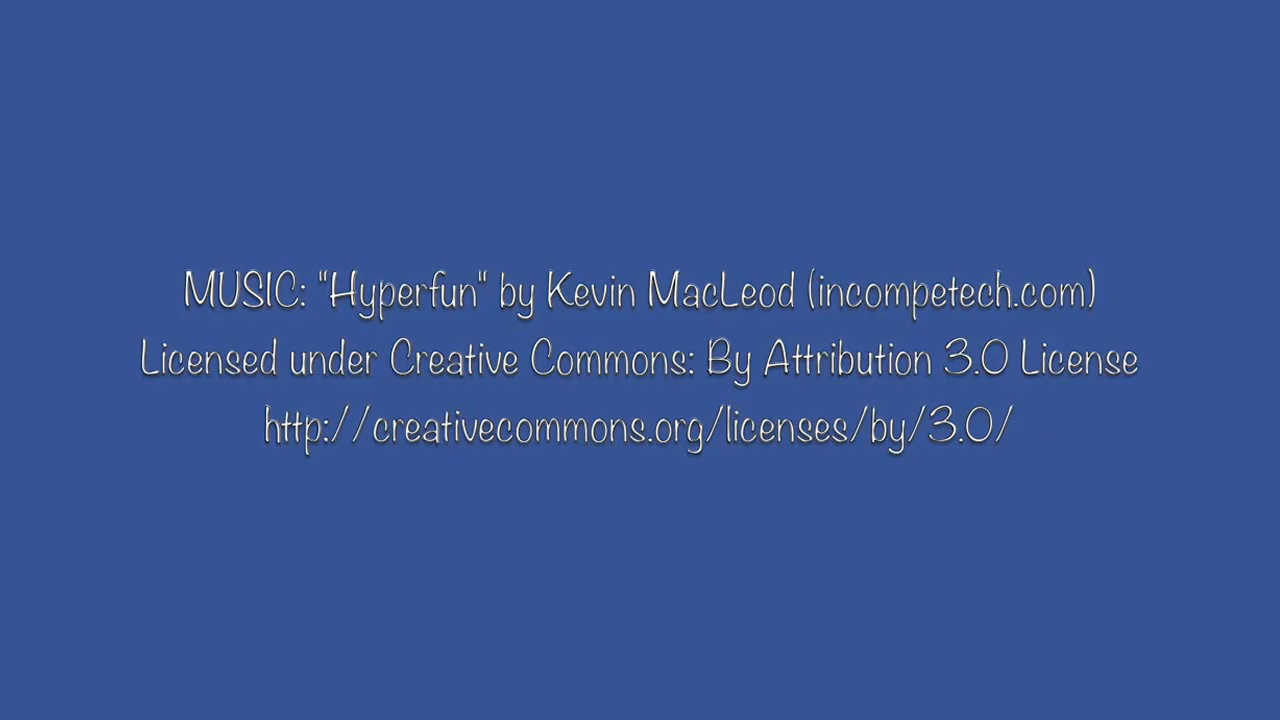 MUSIC: "Hyperfun" by Kevin MacLeod (incompetech.com)
Licensed under Creative Commons: By Attribution 3.0 License
http://creativecommons.org/licenses/by/3.0/